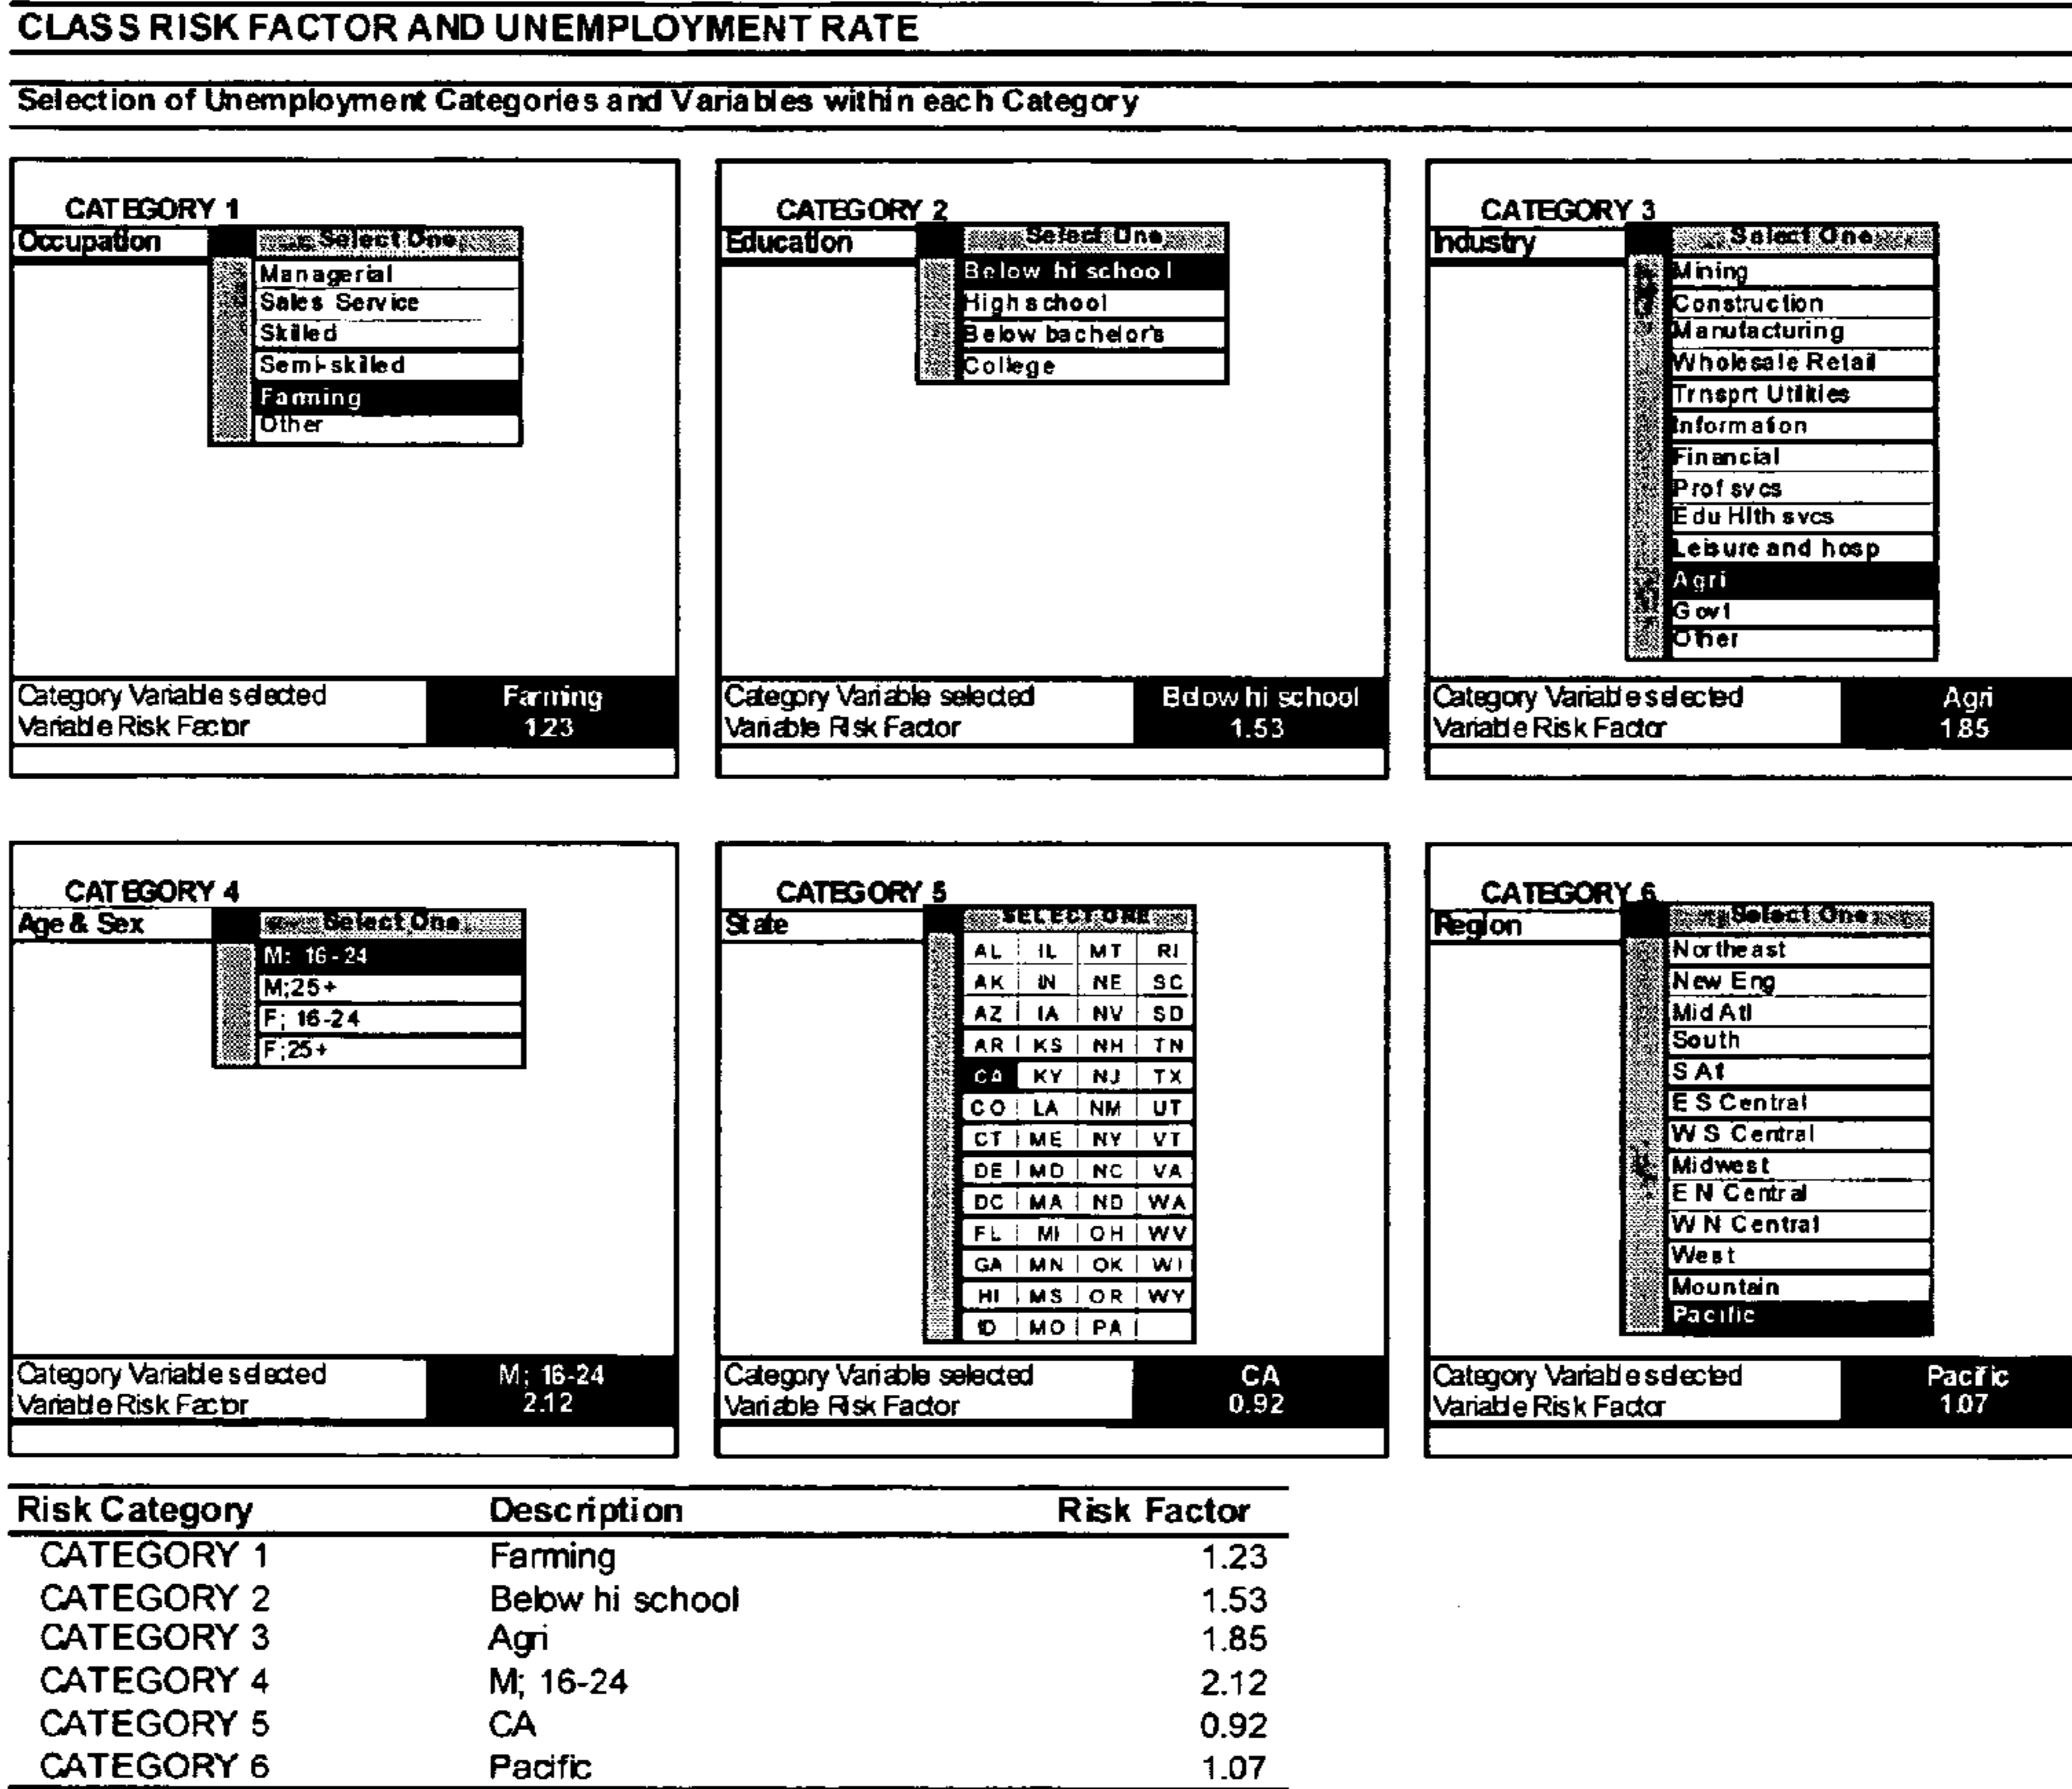 CLASS RISK FACTOR AND UNEMPLOYMENT RATE
Selection of Unemployment Categories and Variables within each Category
CATEGORY 1
Occupation
Select One
Managerial
Sales Service
Skilled
Semi-skilled
Farming
Other
Category Variable selected Farming
Variable Risk Factor 1.23
CATEGORY 2
Education
Select One
Below hi school
High school
Below bachelor's
College
Category Variable selected Below hi school
Variable Risk Factor 1.53
CATEGORY 3
Industry
Select One
Mining
Construction
Manufacturing
Wholesale Retail
Trnsprt Utilities
Information
Financial
Prof svcs
Edu Hlth svcs
Leisure and hosp
Agri
Govt
Other
Category Variable selected Agri
Variable Risk Factor 1.85
CATEGORY 4
Age & Sex
Select One
M: 16-24
M;25+
F; 16-24
F;25+
Category Variable selected M; 16-24
Variable Risk Factor 2.12
CATEGORY 5
State
SELECT ONE
AL IL MT RI
AK IN NE SC
AZ IA NV SD
AR KS NH TN
CA KY NJ TX
CO LA NM UT
CT ME NY VT
DE MD NC VA
DC MA ND WA
FL MI OH WV
GA MN OK WI
HI MS OR WY
ID MO PA
Category Variable selected CA
Variable Risk Factor 0.92
CATEGORY 6
Region
Select One
Northeast
New Eng
Mid Atl
South
S Atl
E S Central
W S Central
Midwest
E N Central
W N Central
West
Mountain
Pacific
Category Variable selected Pacific
Variable Risk Factor 1.07
Risk Category Description Risk Factor
CATEGORY 1 Farming 1.23
CATEGORY 2 Below hi school 1.53
CATEGORY 3 Agri 1.85
CATEGORY 4 M; 16-24 2.12
CATEGORY 5 CA 0.92
CATEGORY 6 Pacific 1.07